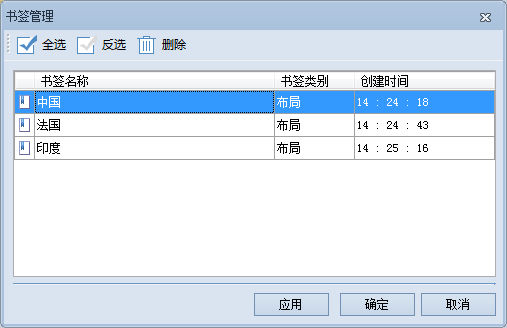 书签管理
全选 反选 删除
书签名称 书签类别 创建时间
中国 布局 14 : 24 : 18
法国 布局 14 : 24 : 43
印度 布局 14 : 25 : 16
应用 确定 取消